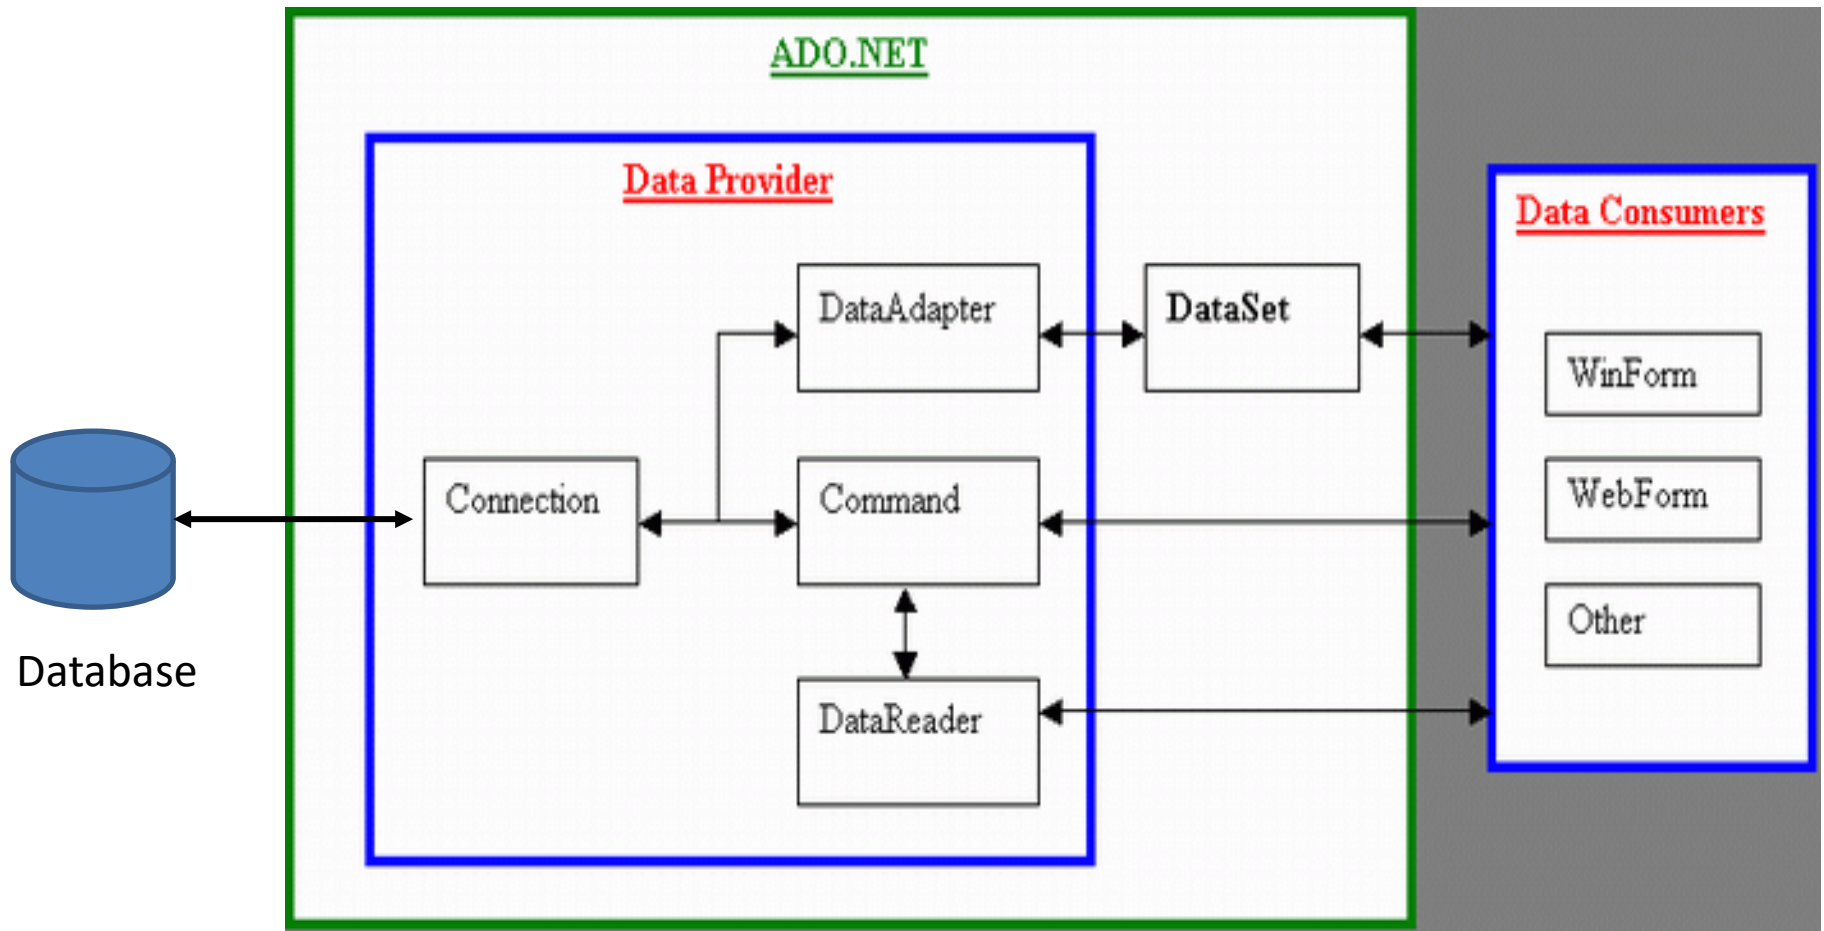 ADO.NET
Data Provider
Data Consumers
DataAdapter
DataSet
WinForm
Connection
Command
WebForm
Other
Database
DataReader